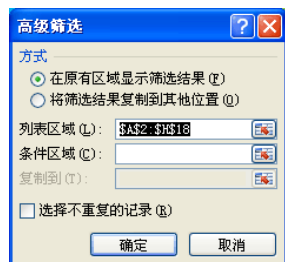 高级筛选
方式
在原有区域显示筛选结果(F)
将筛选结果复制到其他位置(O)
列表区域(L): $A$2:$H$18
条件区域(C):
复制到(T):
选择不重复的记录(R)
确定 取消